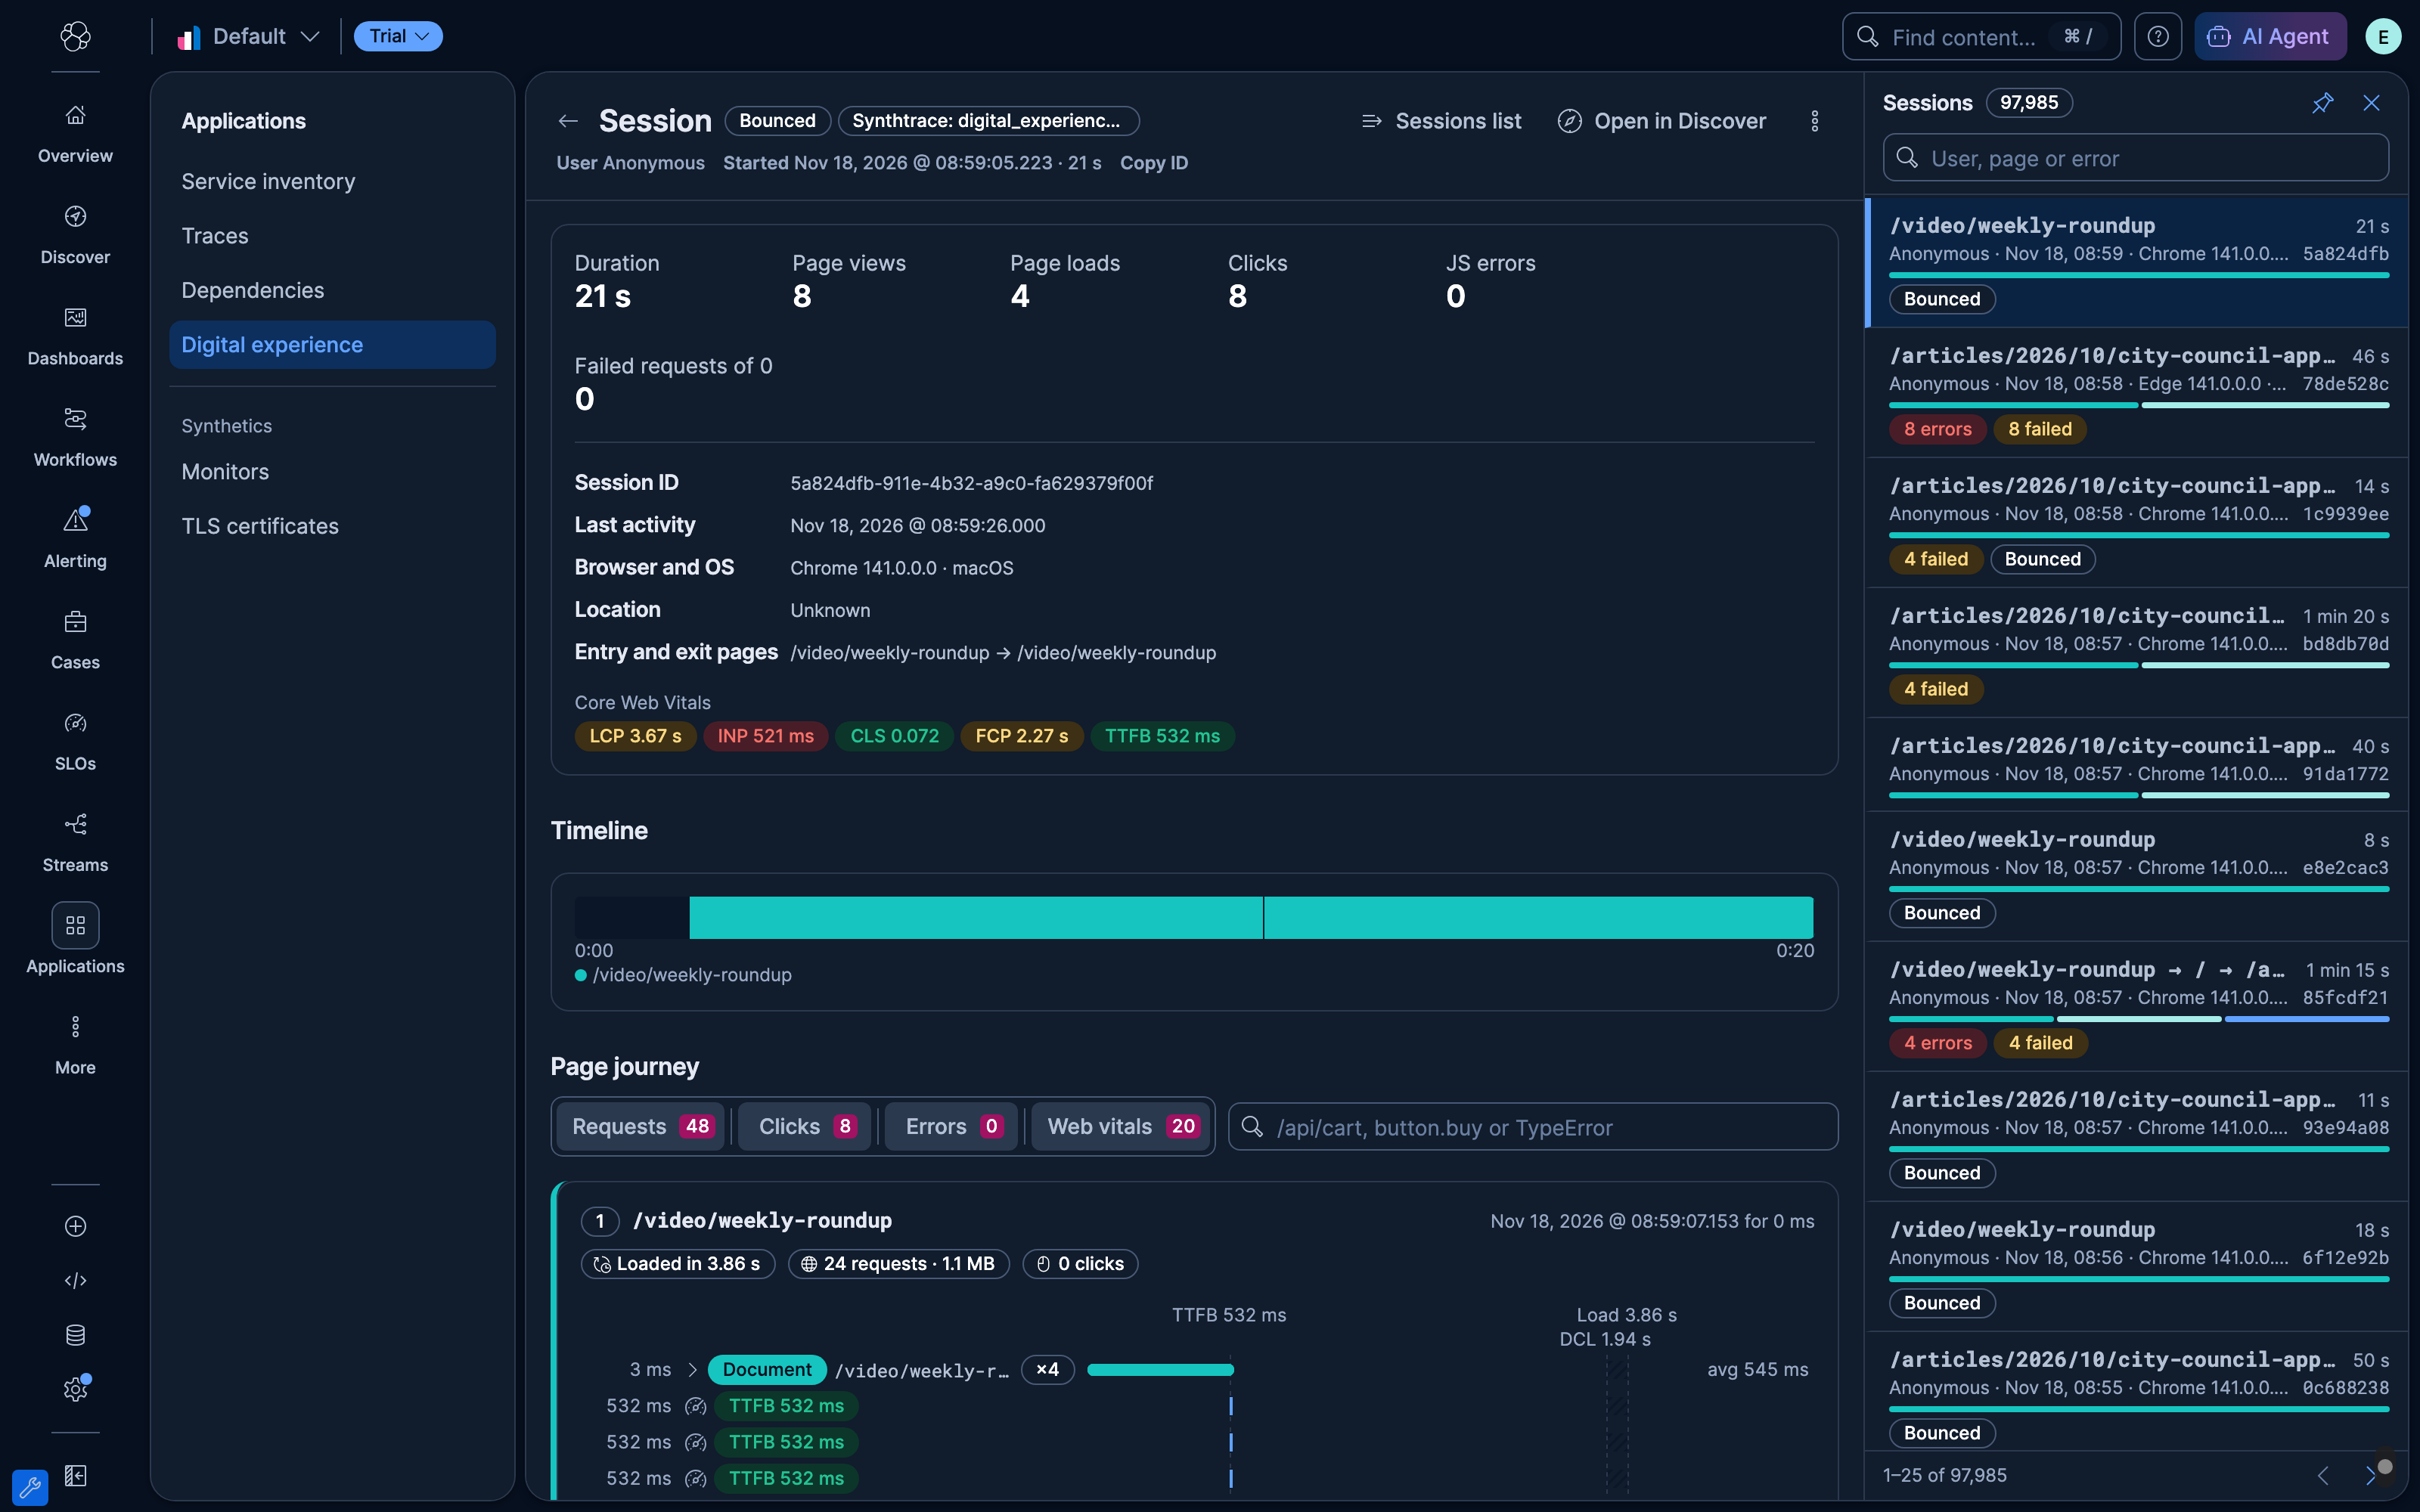 Default
Trial
Find content...
⌘ /
AI Agent
E
Overview
Discover
Dashboards
Workflows
Alerting
Cases
SLOs
Streams
Applications
More
Applications
Service inventory
Traces
Dependencies
Digital experience
Synthetics
Monitors
TLS certificates
Session
Bounced
Synthtrace: digital_experienc...
Sessions list
Open in Discover
User Anonymous Started Nov 18, 2026 @ 08:59:05.223 · 21 s Copy ID
Duration Page views Page loads Clicks JS errors
21 s 8 4 8 0
Failed requests of 0
0
Session ID 5a824dfb-911e-4b32-a9c0-fa629379f00f
Last activity Nov 18, 2026 @ 08:59:26.000
Browser and OS Chrome 141.0.0.0 · macOS
Location Unknown
Entry and exit pages /video/weekly-roundup → /video/weekly-roundup
Core Web Vitals
LCP 3.67 s INP 521 ms CLS 0.072 FCP 2.27 s TTFB 532 ms
Timeline
0:00 0:20
/video/weekly-roundup
Page journey
Requests 48 Clicks 8 Errors 0 Web vitals 20
/api/cart, button.buy or TypeError
1 /video/weekly-roundup Nov 18, 2026 @ 08:59:07.153 for 0 ms
Loaded in 3.86 s 24 requests · 1.1 MB 0 clicks
TTFB 532 ms Load 3.86 s
DCL 1.94 s
3 ms Document /video/weekly-r... ×4 avg 545 ms
532 ms TTFB 532 ms
532 ms TTFB 532 ms
532 ms TTFB 532 ms
Sessions 97,985
User, page or error
/video/weekly-roundup 21 s
Anonymous · Nov 18, 08:59 · Chrome 141.0.0.... 5a824dfb
Bounced
/articles/2026/10/city-council-app... 46 s
Anonymous · Nov 18, 08:58 · Edge 141.0.0.0 ·... 78de528c
8 errors 8 failed
/articles/2026/10/city-council-app... 14 s
Anonymous · Nov 18, 08:58 · Chrome 141.0.0.... 1c9939ee
4 failed Bounced
/articles/2026/10/city-council... 1 min 20 s
Anonymous · Nov 18, 08:57 · Chrome 141.0.0.... bd8db70d
4 failed
/articles/2026/10/city-council-app... 40 s
Anonymous · Nov 18, 08:57 · Chrome 141.0.0.... 91da1772
/video/weekly-roundup 8 s
Anonymous · Nov 18, 08:57 · Chrome 141.0.0.... e8e2cac3
Bounced
/video/weekly-roundup → / → /a... 1 min 15 s
Anonymous · Nov 18, 08:57 · Chrome 141.0.0.... 85fcdf21
4 errors 4 failed
/articles/2026/10/city-council-app... 11 s
Anonymous · Nov 18, 08:57 · Chrome 141.0.0.... 93e94a08
Bounced
/video/weekly-roundup 18 s
Anonymous · Nov 18, 08:56 · Chrome 141.0.0.... 6f12e92b
Bounced
/articles/2026/10/city-council-app... 50 s
Anonymous · Nov 18, 08:55 · Chrome 141.0.0.... 0c688238
Bounced
1–25 of 97,985